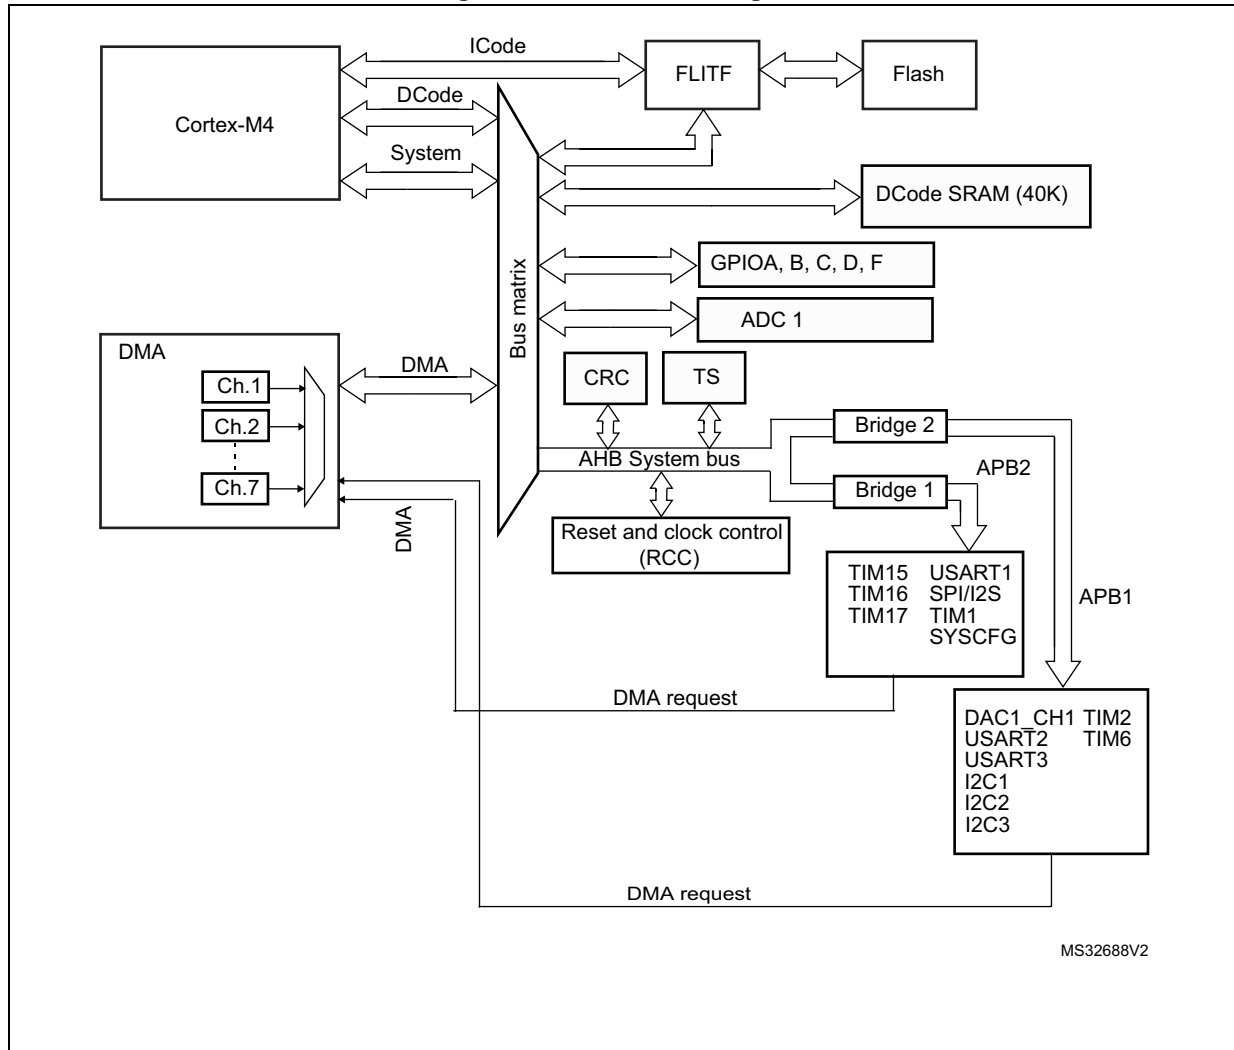 ICode
FLITF
Flash
DCode
Cortex-M4
System
DCode SRAM (40K)
GPIOA, B, C, D, F
Bus matrix
ADC 1
DMA
DMA
CRC
TS
Ch.1
Ch.2
Ch.7
Bridge 2
AHB System bus
APB2
Bridge 1
DMA
Reset and clock control
(RCC)
TIM15 USART1
TIM16 SPI/I2S
TIM17 TIM1
SYSCFG
APB1
DMA request
DAC1_CH1 TIM2
USART2 TIM6
USART3
I2C1
I2C2
I2C3
DMA request
MS32688V2